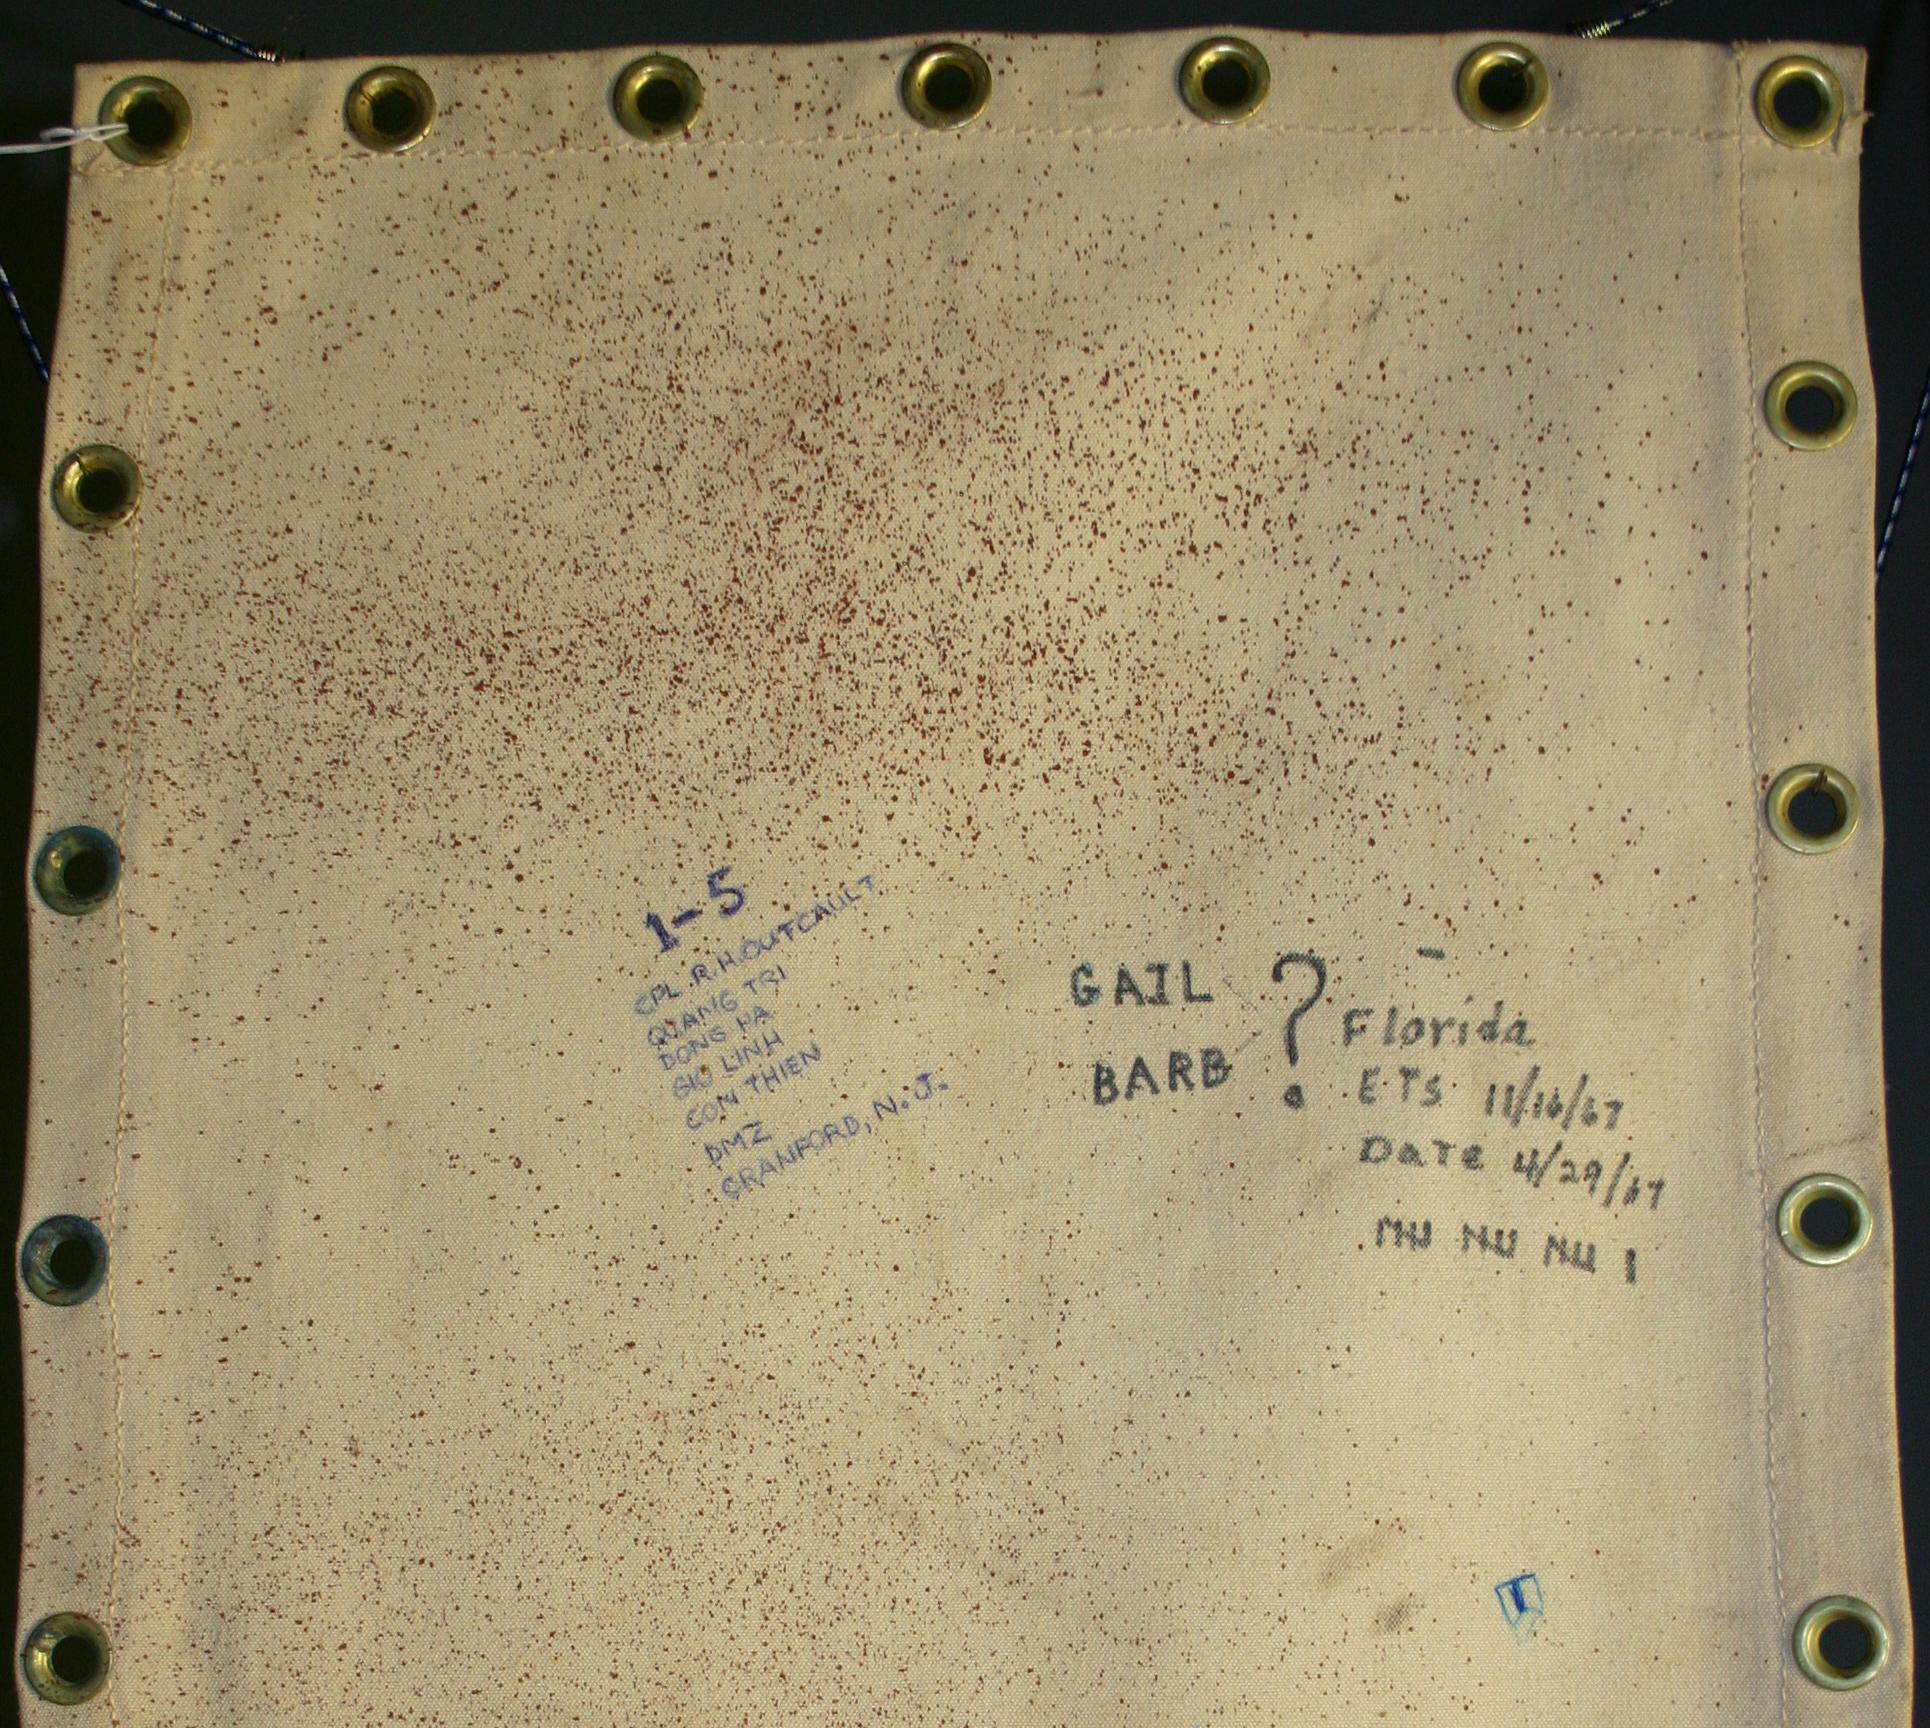 1-5
CPL. R.H. OUTCAULT
QUANG TRI
DONG HA
GIO LINH
CON THIEN
DMZ
CRANFORD, N.J.
GAIL
BARB
?
Florida
ETS 11/16/67
Date 4/29/67